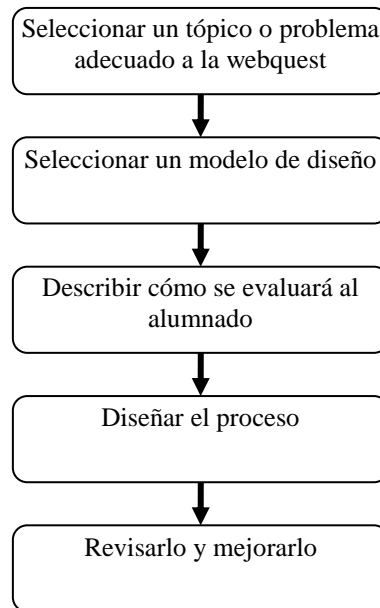 Seleccionar un tópico o problema
adecuado a la webquest
Seleccionar un modelo de diseño
Describir cómo se evaluará al
alumnado
Diseñar el proceso
Revisarlo y mejorarlo